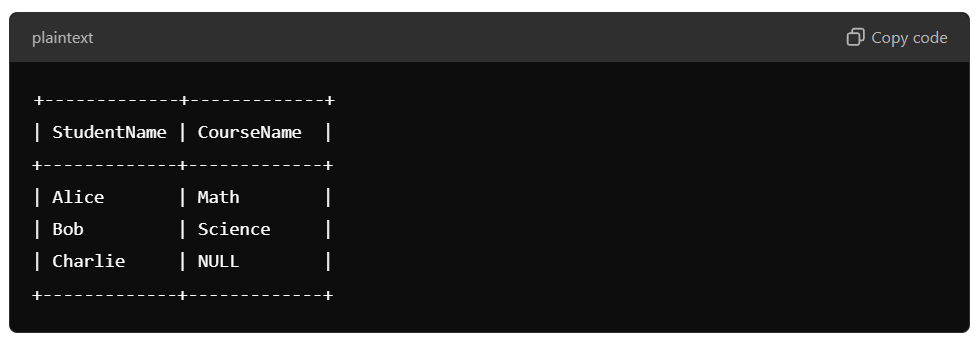 plaintext
Copy code
+-------------+-------------+
| StudentName | CourseName  |
+-------------+-------------+
| Alice       | Math        |
| Bob         | Science     |
| Charlie     | NULL        |
+-------------+-------------+